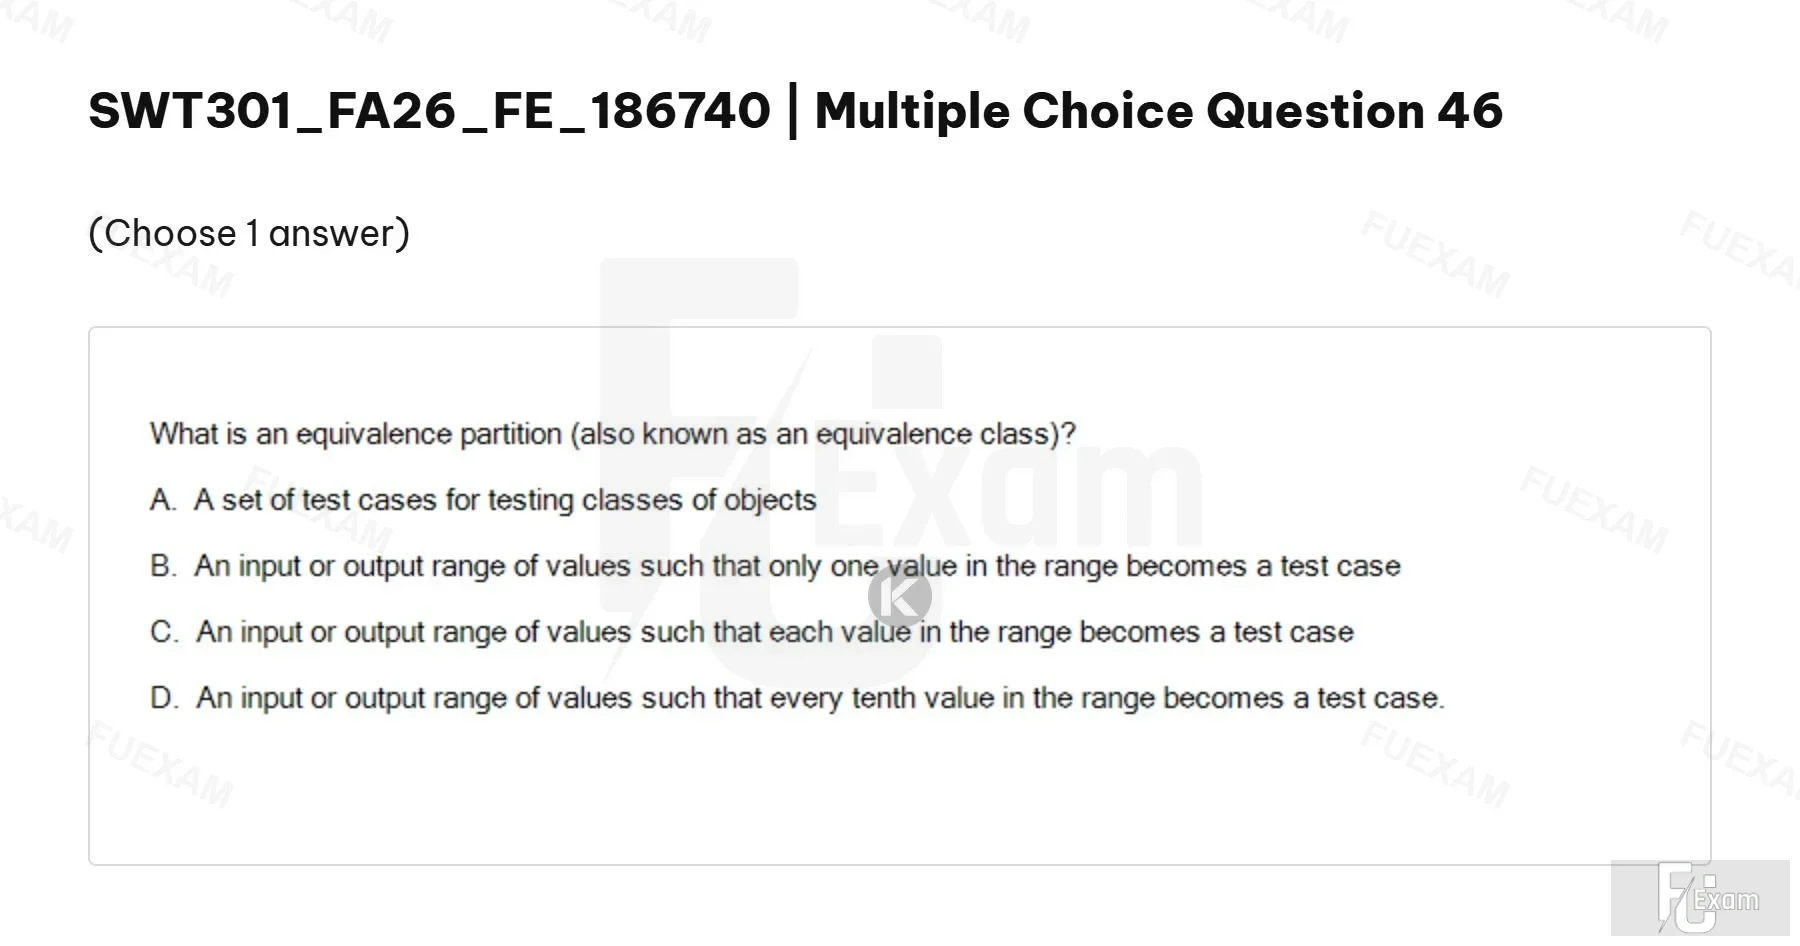 SWT301_FA26_FE_186740 | Multiple Choice Question 46
(Choose 1 answer)
What is an equivalence partition (also known as an equivalence class)?
A. A set of test cases for testing classes of objects
B. An input or output range of values such that only one value in the range becomes a test case
C. An input or output range of values such that each value in the range becomes a test case
D. An input or output range of values such that every tenth value in the range becomes a test case.
FUEXAM
FU Exam
K
FU Exam